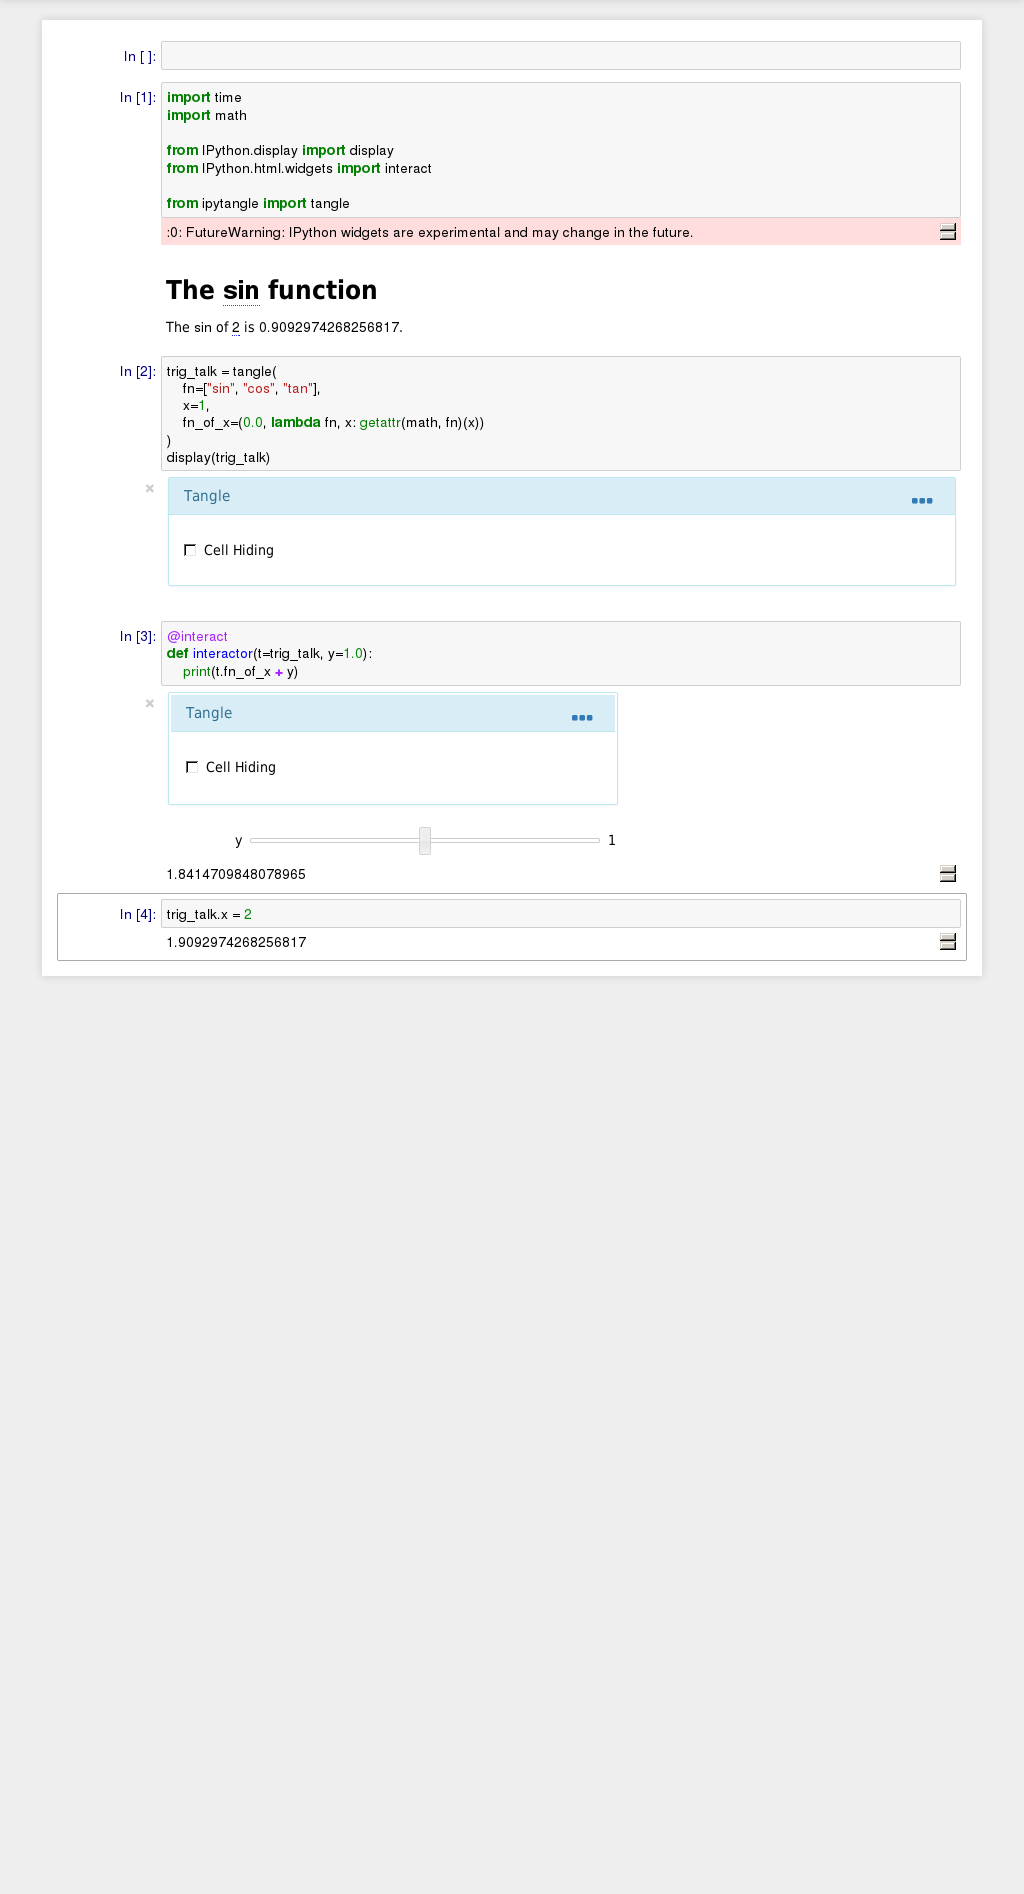 In [ ]:
In [1]: import time
import math
from IPython.display import display
from IPython.html.widgets import interact
from ipytangle import tangle
:0: FutureWarning: IPython widgets are experimental and may change in the future.
The sin function
The sin of 2 is 0.9092974268256817.
In [2]: trig_talk = tangle(
fn=["sin", "cos", "tan"],
x=1,
fn_of_x=(0.0, lambda fn, x: getattr(math, fn)(x))
)
display(trig_talk)
× Tangle
Cell Hiding
In [3]: @interact
def interactor(t=trig_talk, y=1.0):
print(t.fn_of_x + y)
× Tangle
Cell Hiding
y 1
1.8414709848078965
In [4]: trig_talk.x = 2
1.9092974268256817